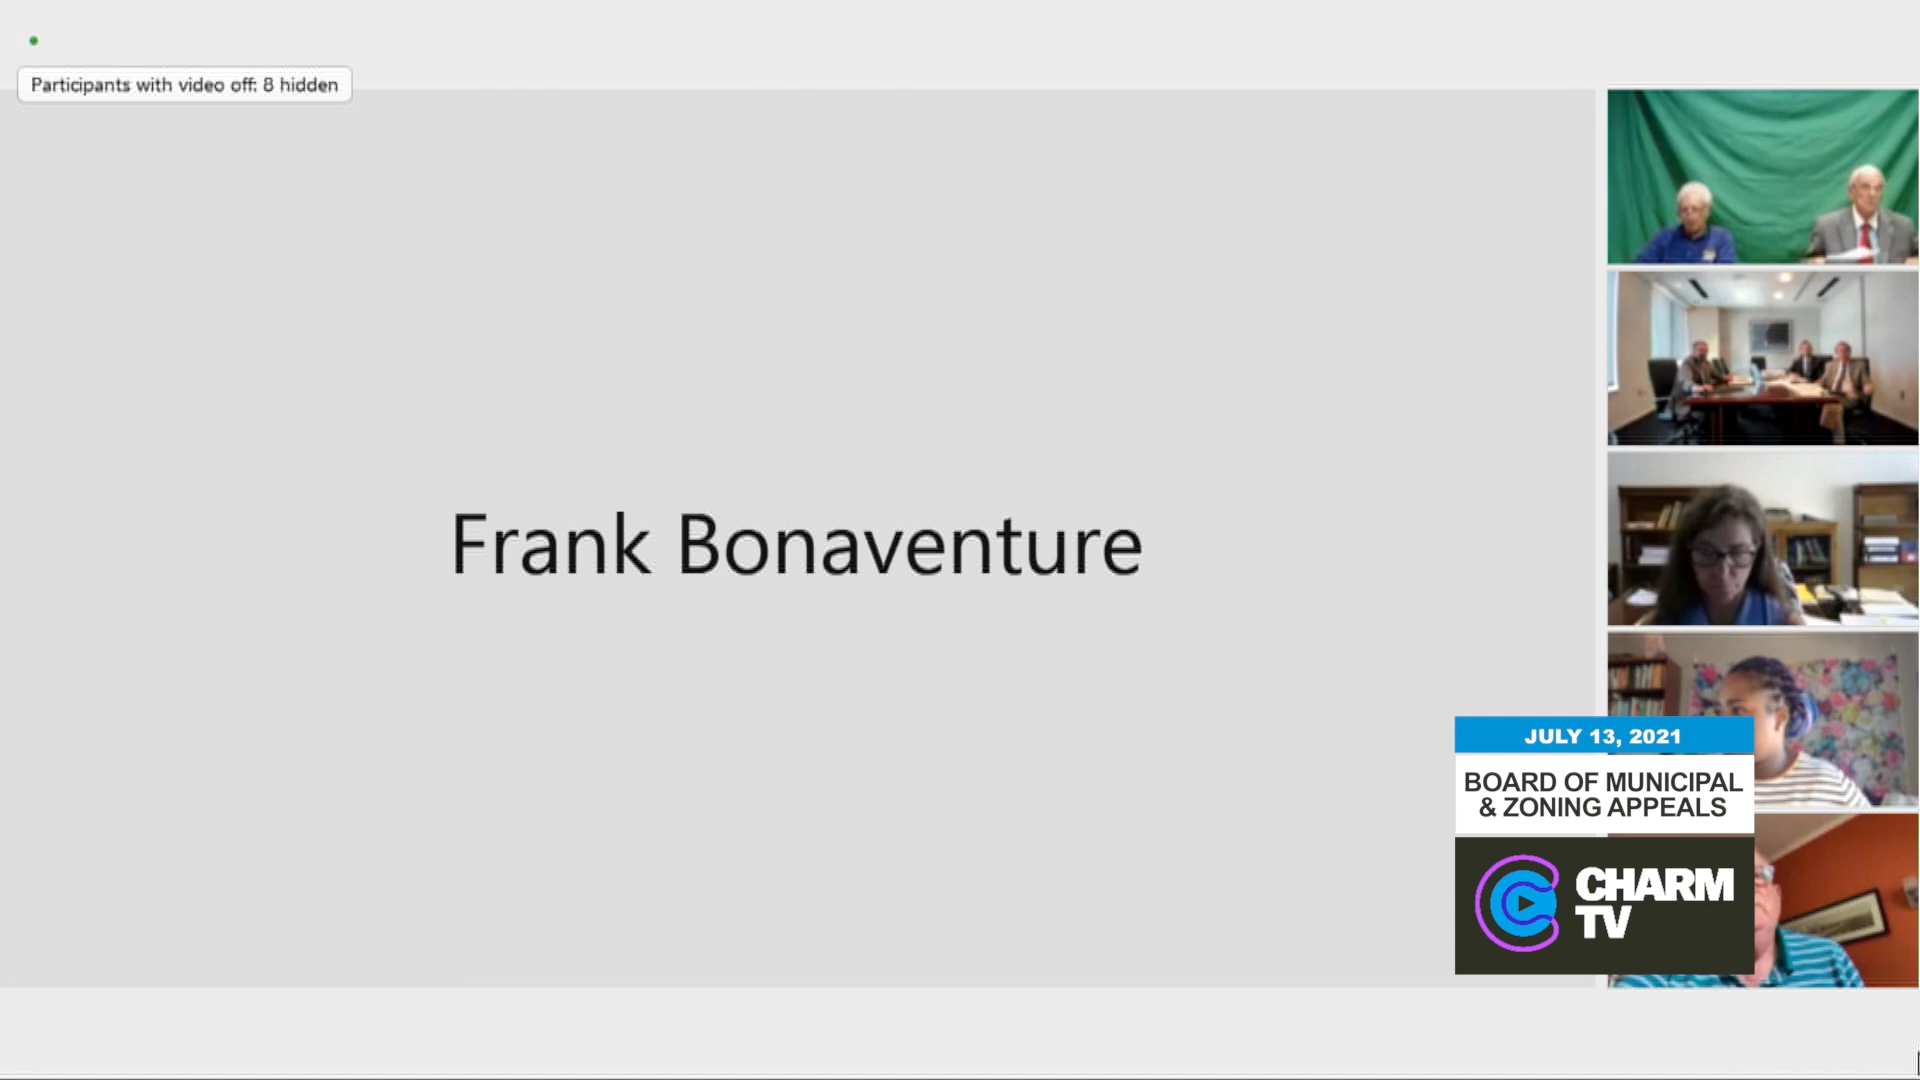 Participants with video off: 8 hidden
Frank Bonaventure
JULY 13, 2021
BOARD OF MUNICIPAL
& ZONING APPEALS
CHARM
TV